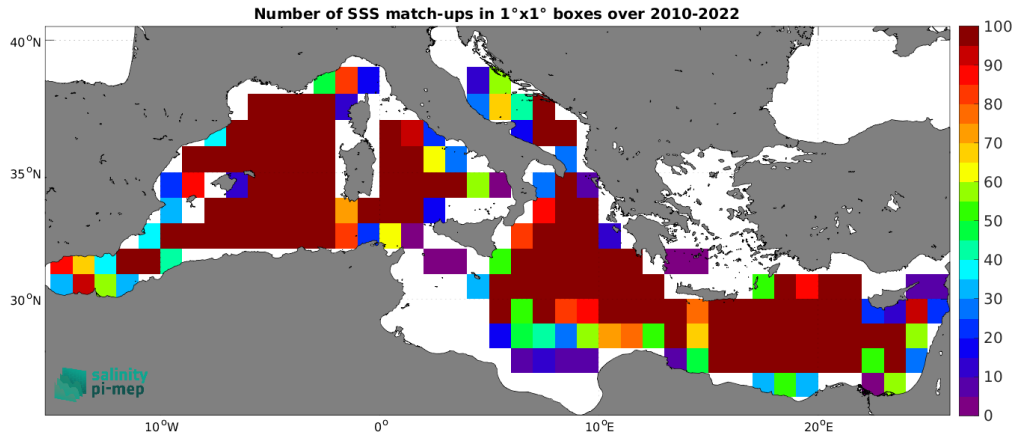 Number of SSS match-ups in 1°x1° boxes over 2010-2022
40°N
35°N
30°N
10°W
0°
10°E
20°E
100
90
80
70
60
50
40
30
20
10
0
salinity
pi-mep